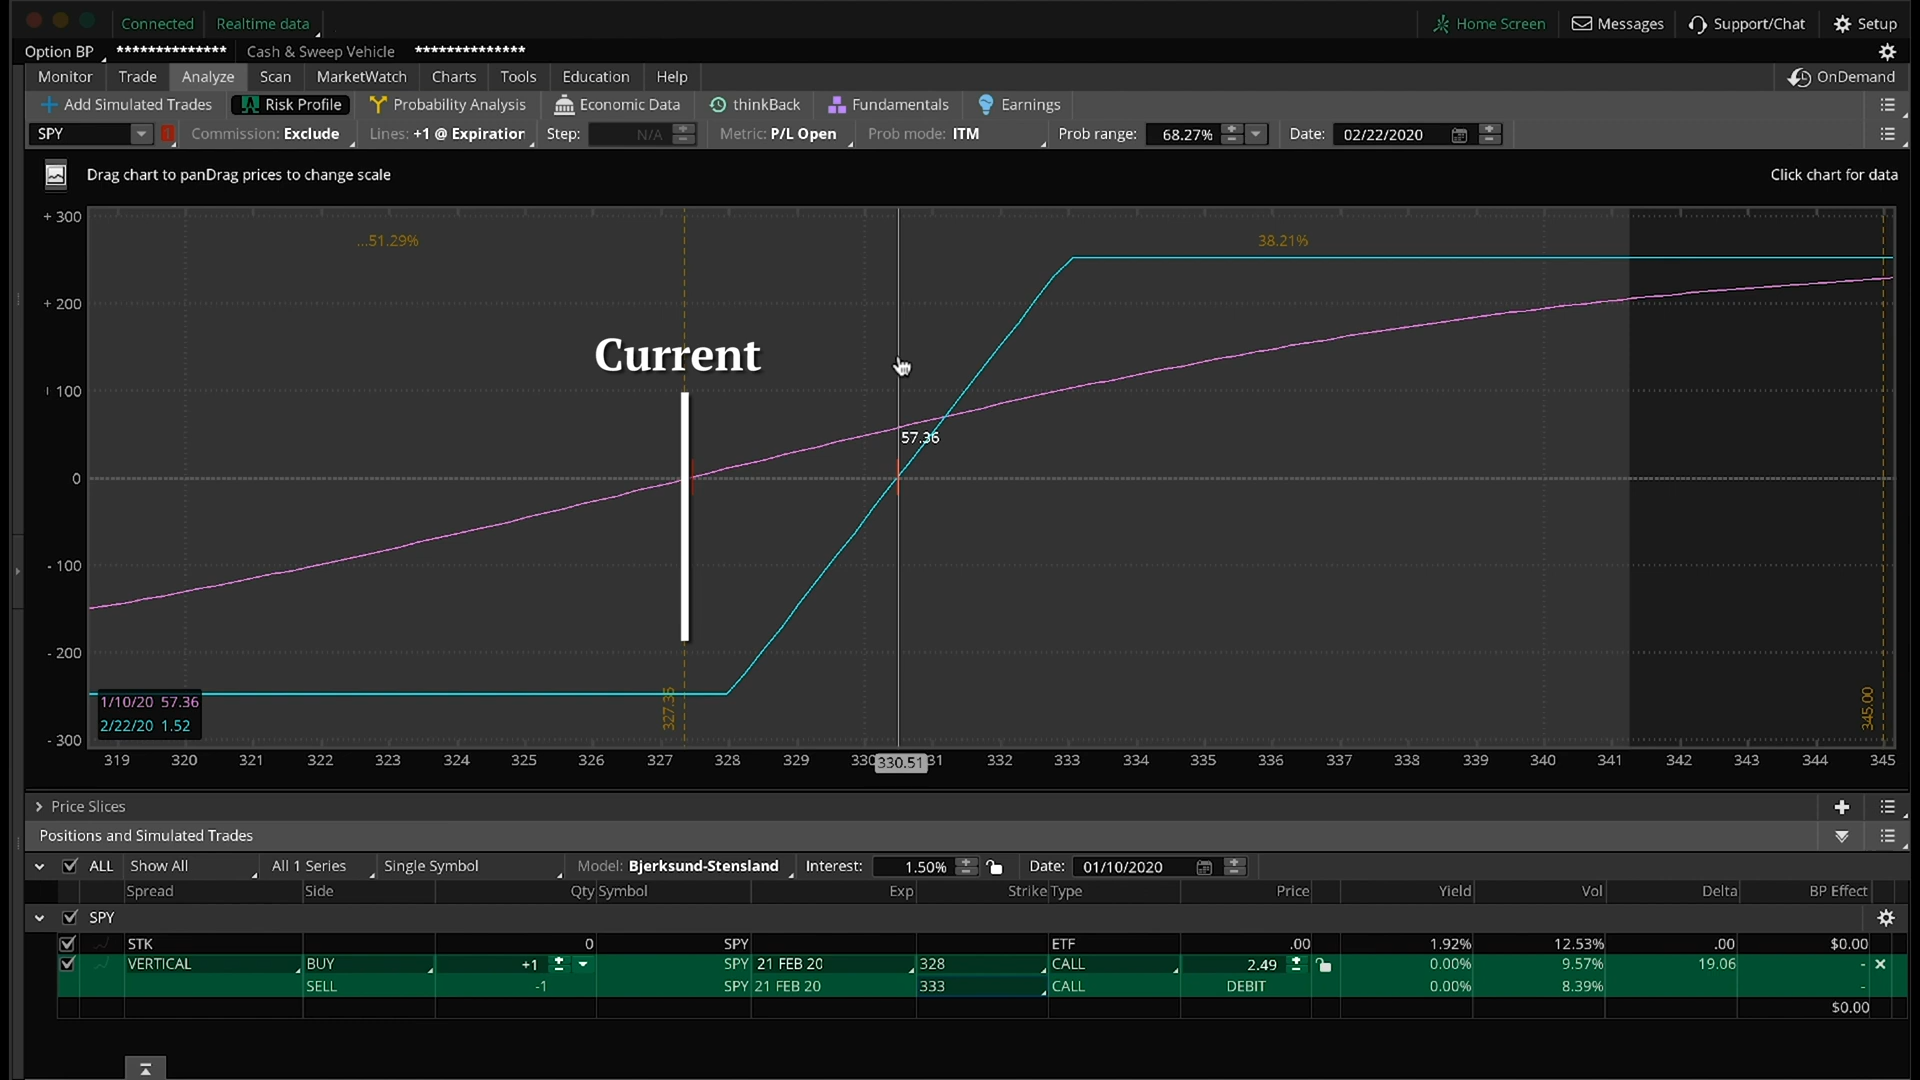 Connected Realtime data Home Screen Messages Support/Chat Setup
Option BP ************** Cash & Sweep Vehicle **************
Monitor Trade Analyze Scan MarketWatch Charts Tools Education Help OnDemand
Add Simulated Trades Risk Profile Probability Analysis Economic Data thinkBack Fundamentals Earnings
SPY Commission: Exclude Lines: +1 @ Expiration Step: N/A Metric: P/L Open Prob mode: ITM Prob range: 68.27% Date: 02/22/2020
Drag chart to panDrag prices to change scale Click chart for data
+ 300
...51.29% 38.21%
+ 200
Current
100
57.36
0
- 100
- 200
327.35 345.00
1/10/20 57.36
2/22/20 1.52
- 300
319 320 321 322 323 324 325 326 327 328 329 330 330.51 31 332 333 334 335 336 337 338 339 340 341 342 343 344 345
Price Slices
Positions and Simulated Trades
ALL Show All All 1 Series Single Symbol Model: Bjerksund-Stensland Interest: 1.50% Date: 01/10/2020
Spread Side Qty Symbol Exp Strike Type Price Yield Vol Delta BP Effect
SPY
STK 0 SPY ETF .00 1.92% 12.53% .00 $0.00
VERTICAL BUY +1 SPY 21 FEB 20 328 CALL 2.49 0.00% 9.57% 19.06 -
SELL -1 SPY 21 FEB 20 333 CALL DEBIT 0.00% 8.39% -
$0.00